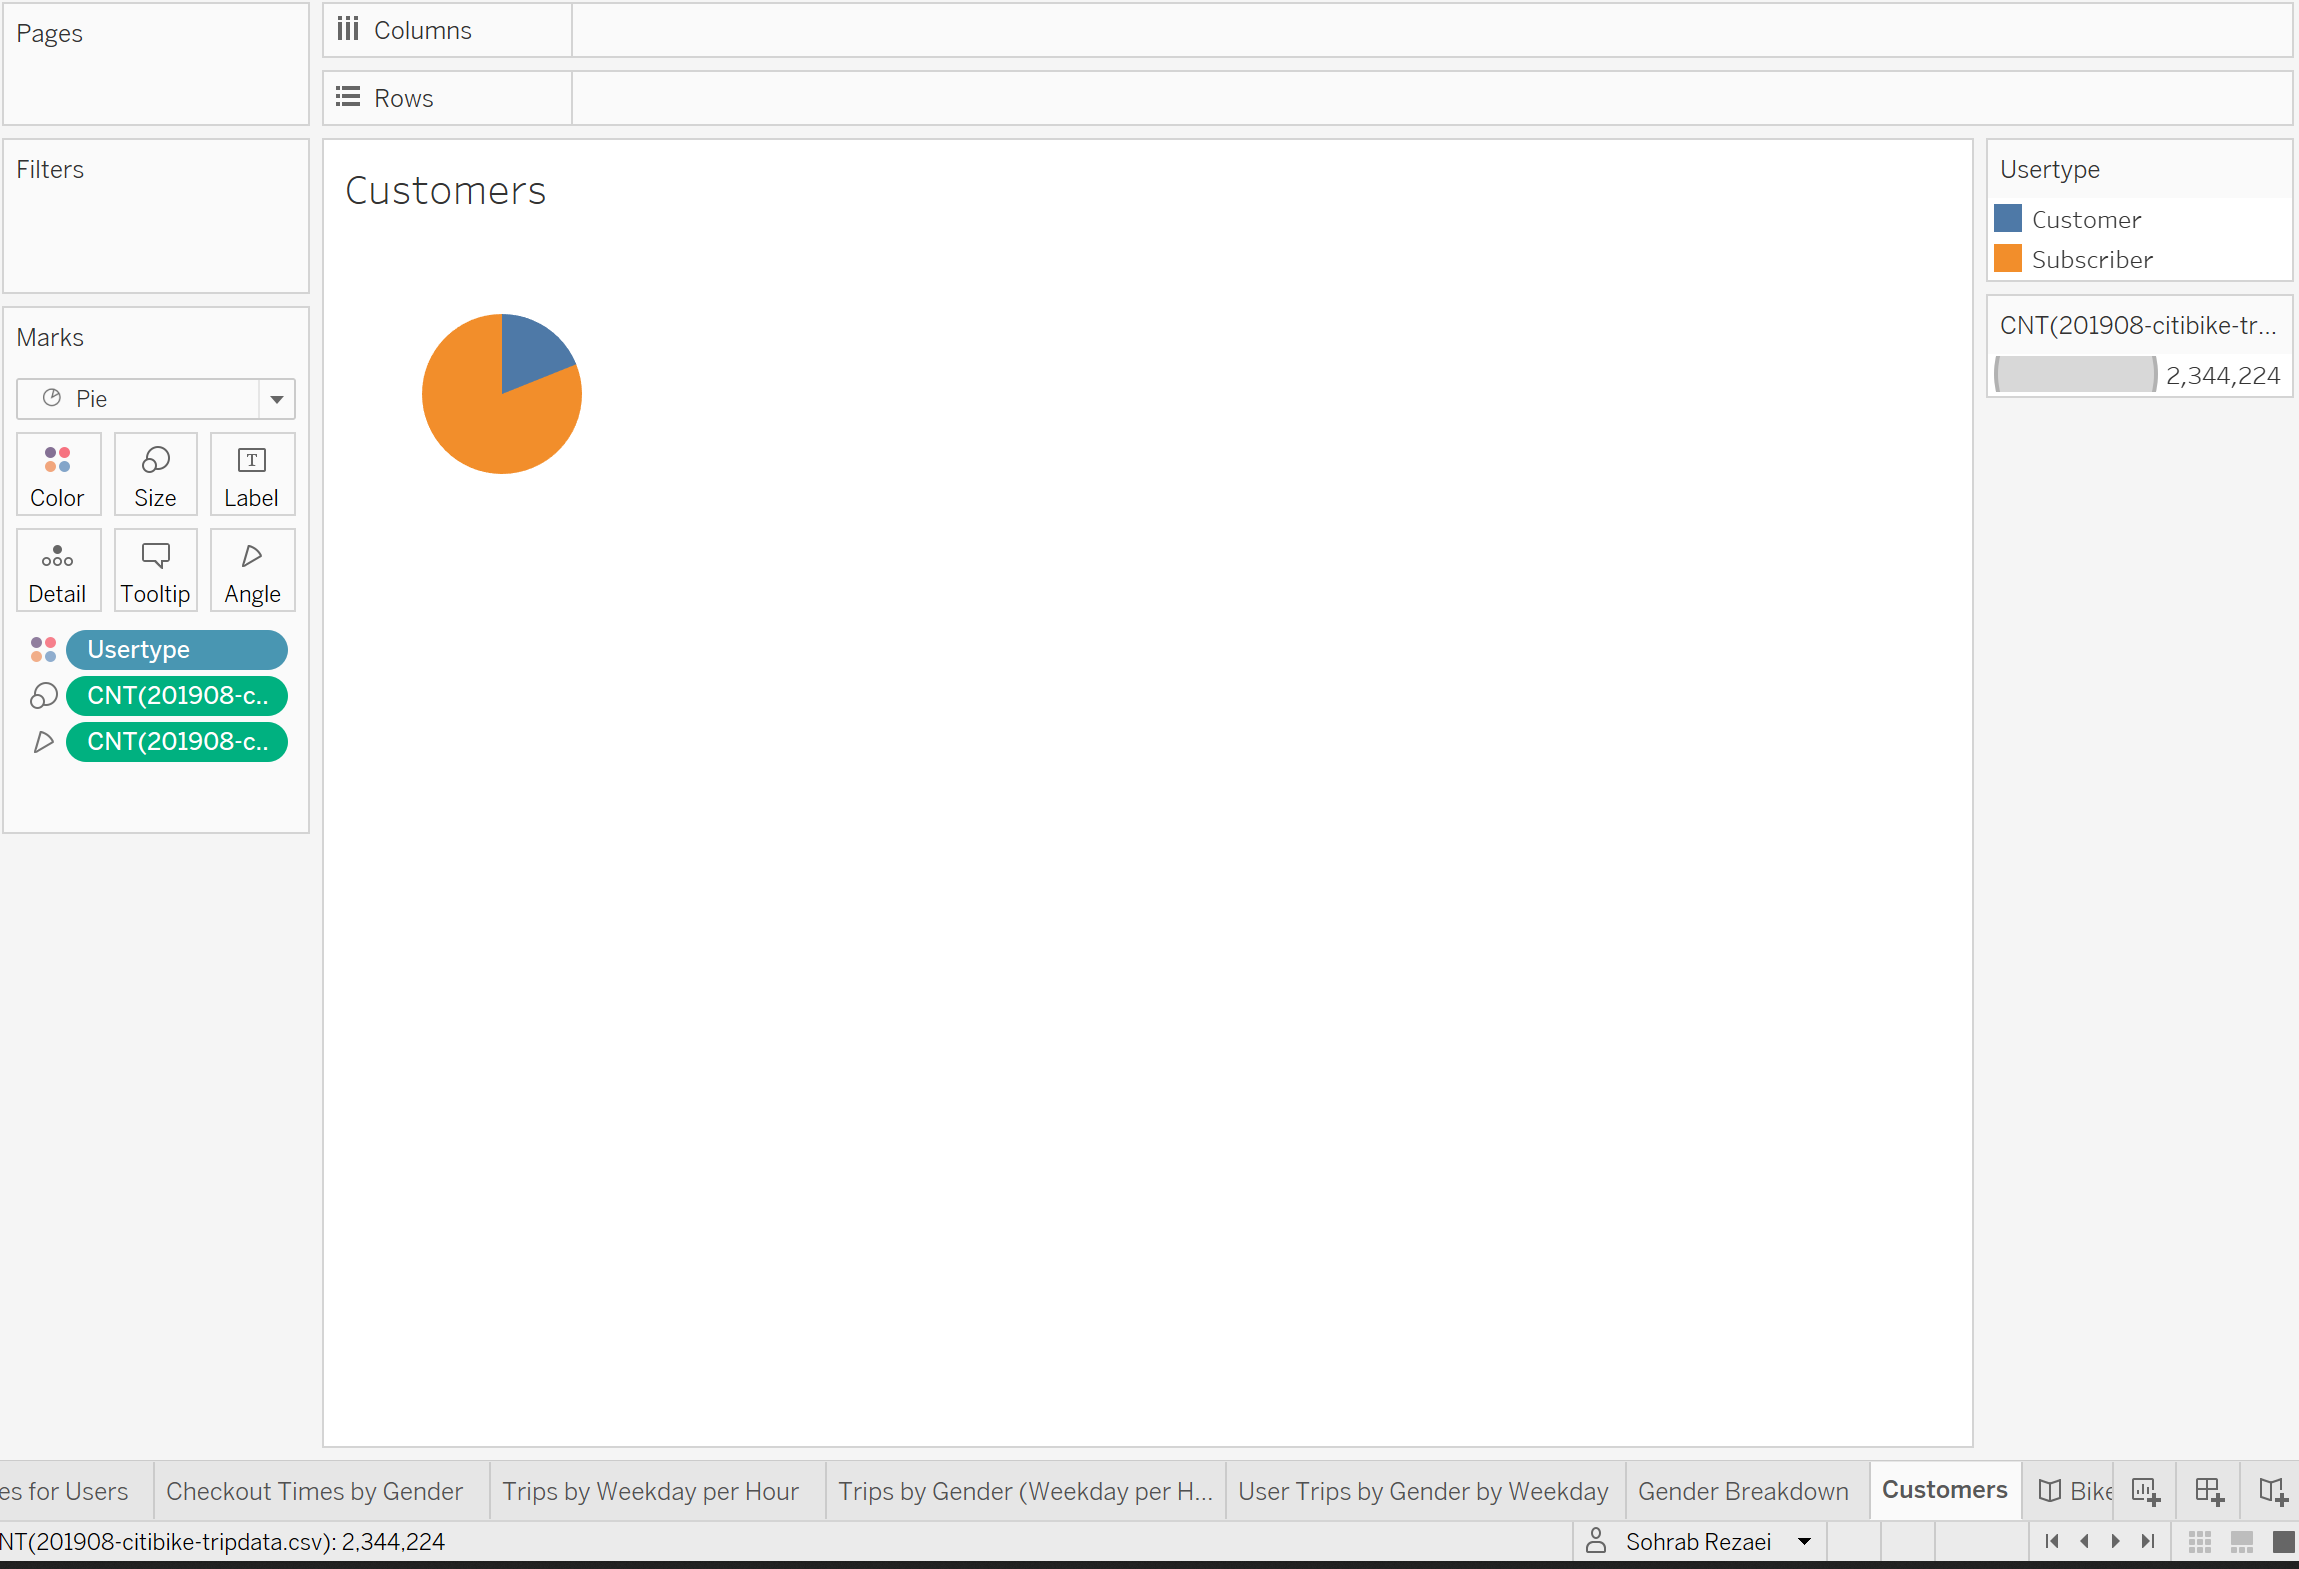 Pages
Columns
Rows
Filters
Customers
Usertype
Customer
Subscriber
CNT(201908-citibike-tr...
2,344,224
Marks
Pie
Color
Size
T
Label
Detail
Tooltip
Angle
Usertype
CNT(201908-c..
CNT(201908-c..
es for Users
Checkout Times by Gender
Trips by Weekday per Hour
Trips by Gender (Weekday per H...
User Trips by Gender by Weekday
Gender Breakdown
Customers
Bike
NT(201908-citibike-tripdata.csv): 2,344,224
Sohrab Rezaei